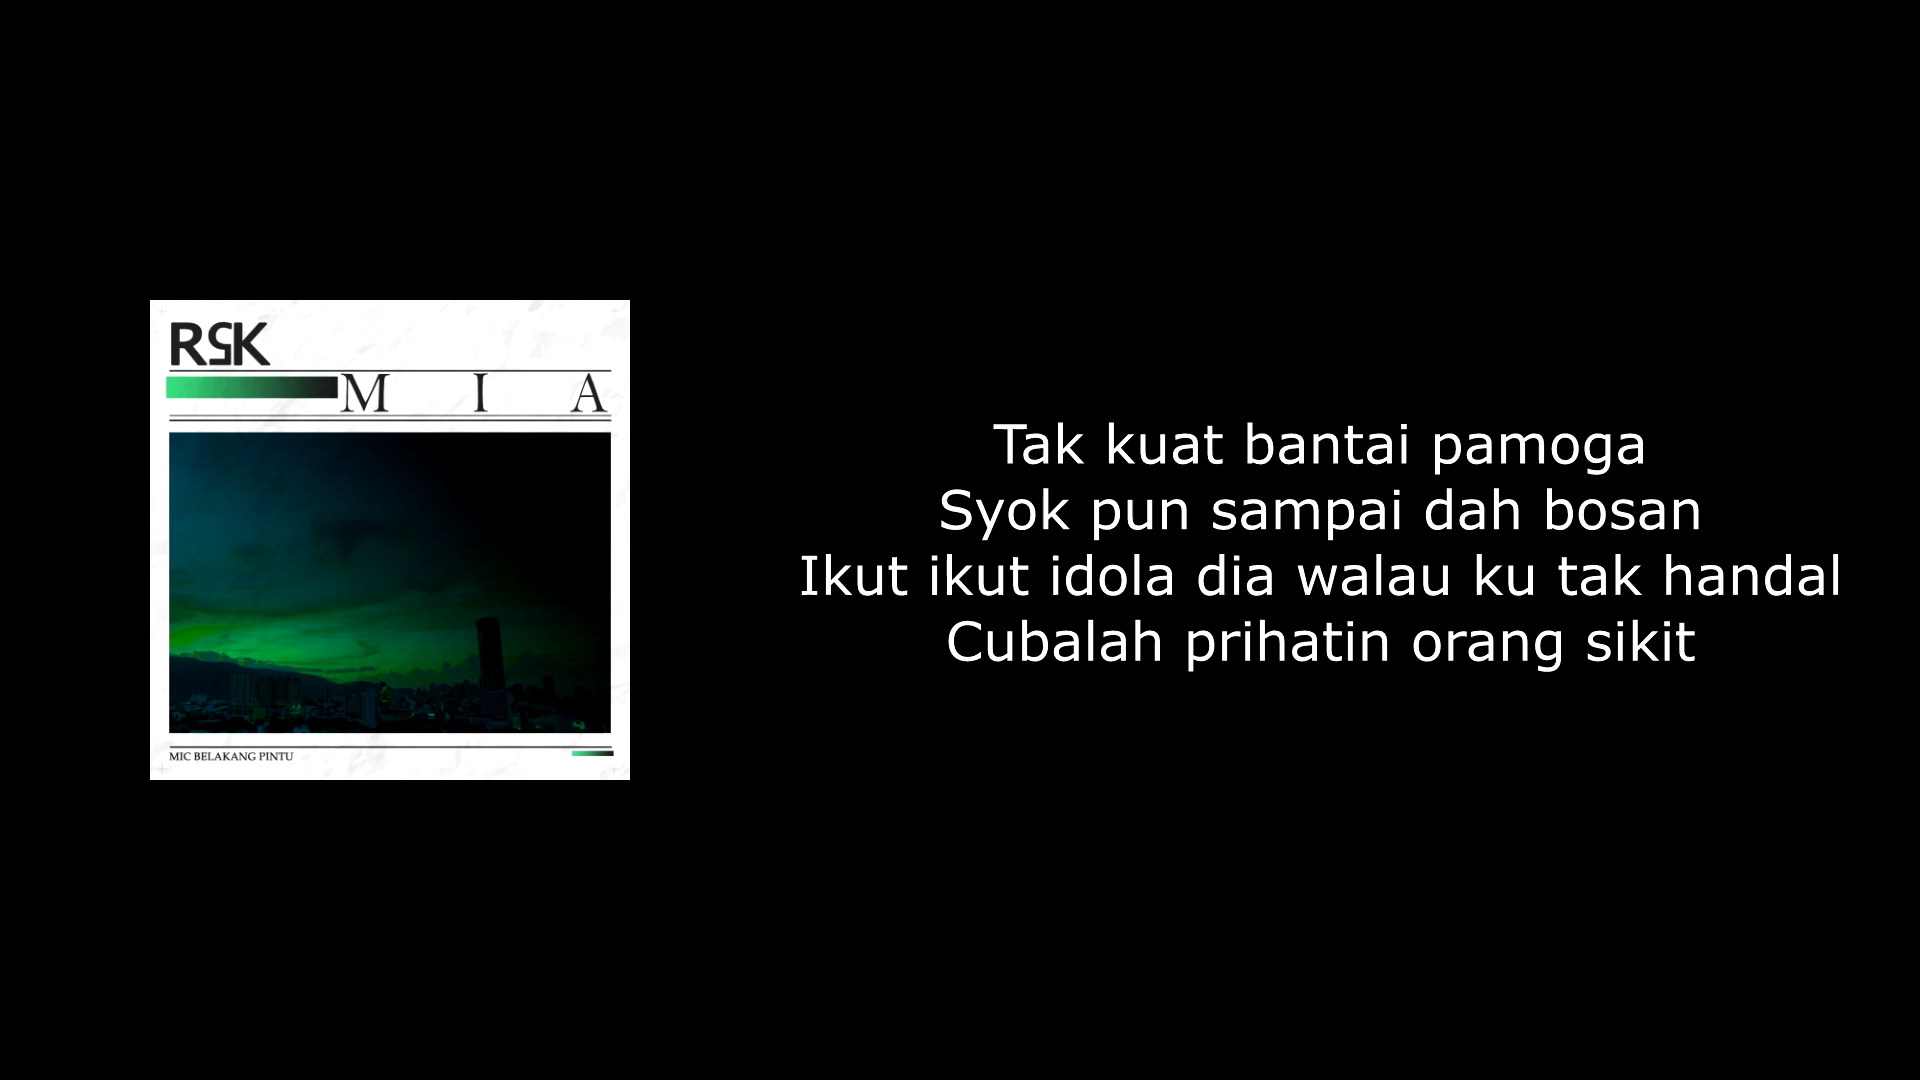 RSK
M I A
MIC BELAKANG PINTU
Tak kuat bantai pamoga
Syok pun sampai dah bosan
Ikut ikut idola dia walau ku tak handal
Cubalah prihatin orang sikit